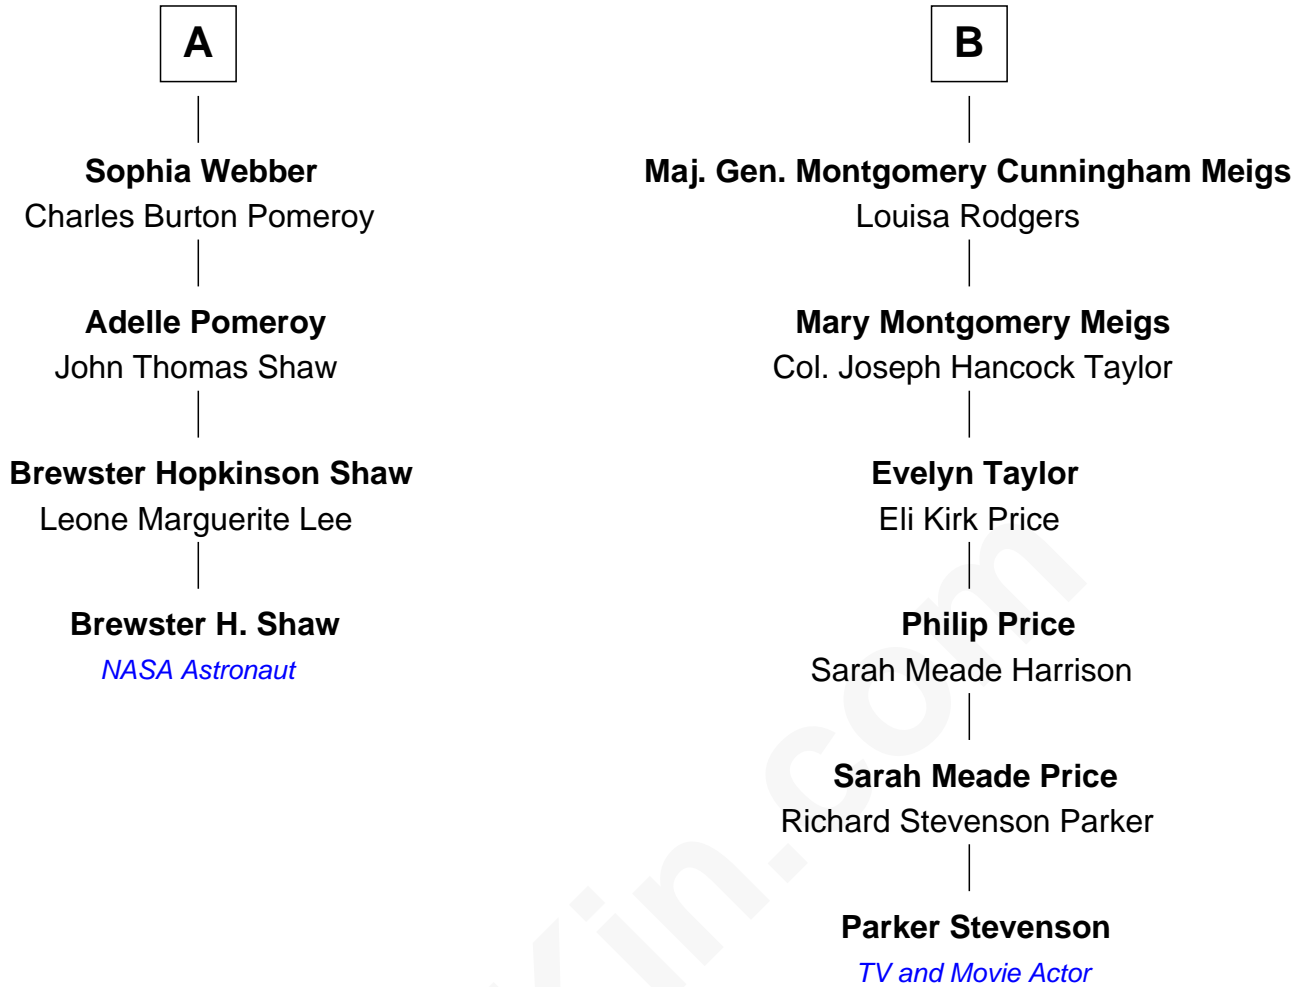 A
Sophia Webber
Charles Burton Pomeroy
Adelle Pomeroy
John Thomas Shaw
Brewster Hopkinson Shaw
Leone Marguerite Lee
Brewster H. Shaw
NASA Astronaut
B
Maj. Gen. Montgomery Cunningham Meigs
Louisa Rodgers
Mary Montgomery Meigs
Col. Joseph Hancock Taylor
Evelyn Taylor
Eli Kirk Price
Philip Price
Sarah Meade Harrison
Sarah Meade Price
Richard Stevenson Parker
Parker Stevenson
TV and Movie Actor
Kin.com